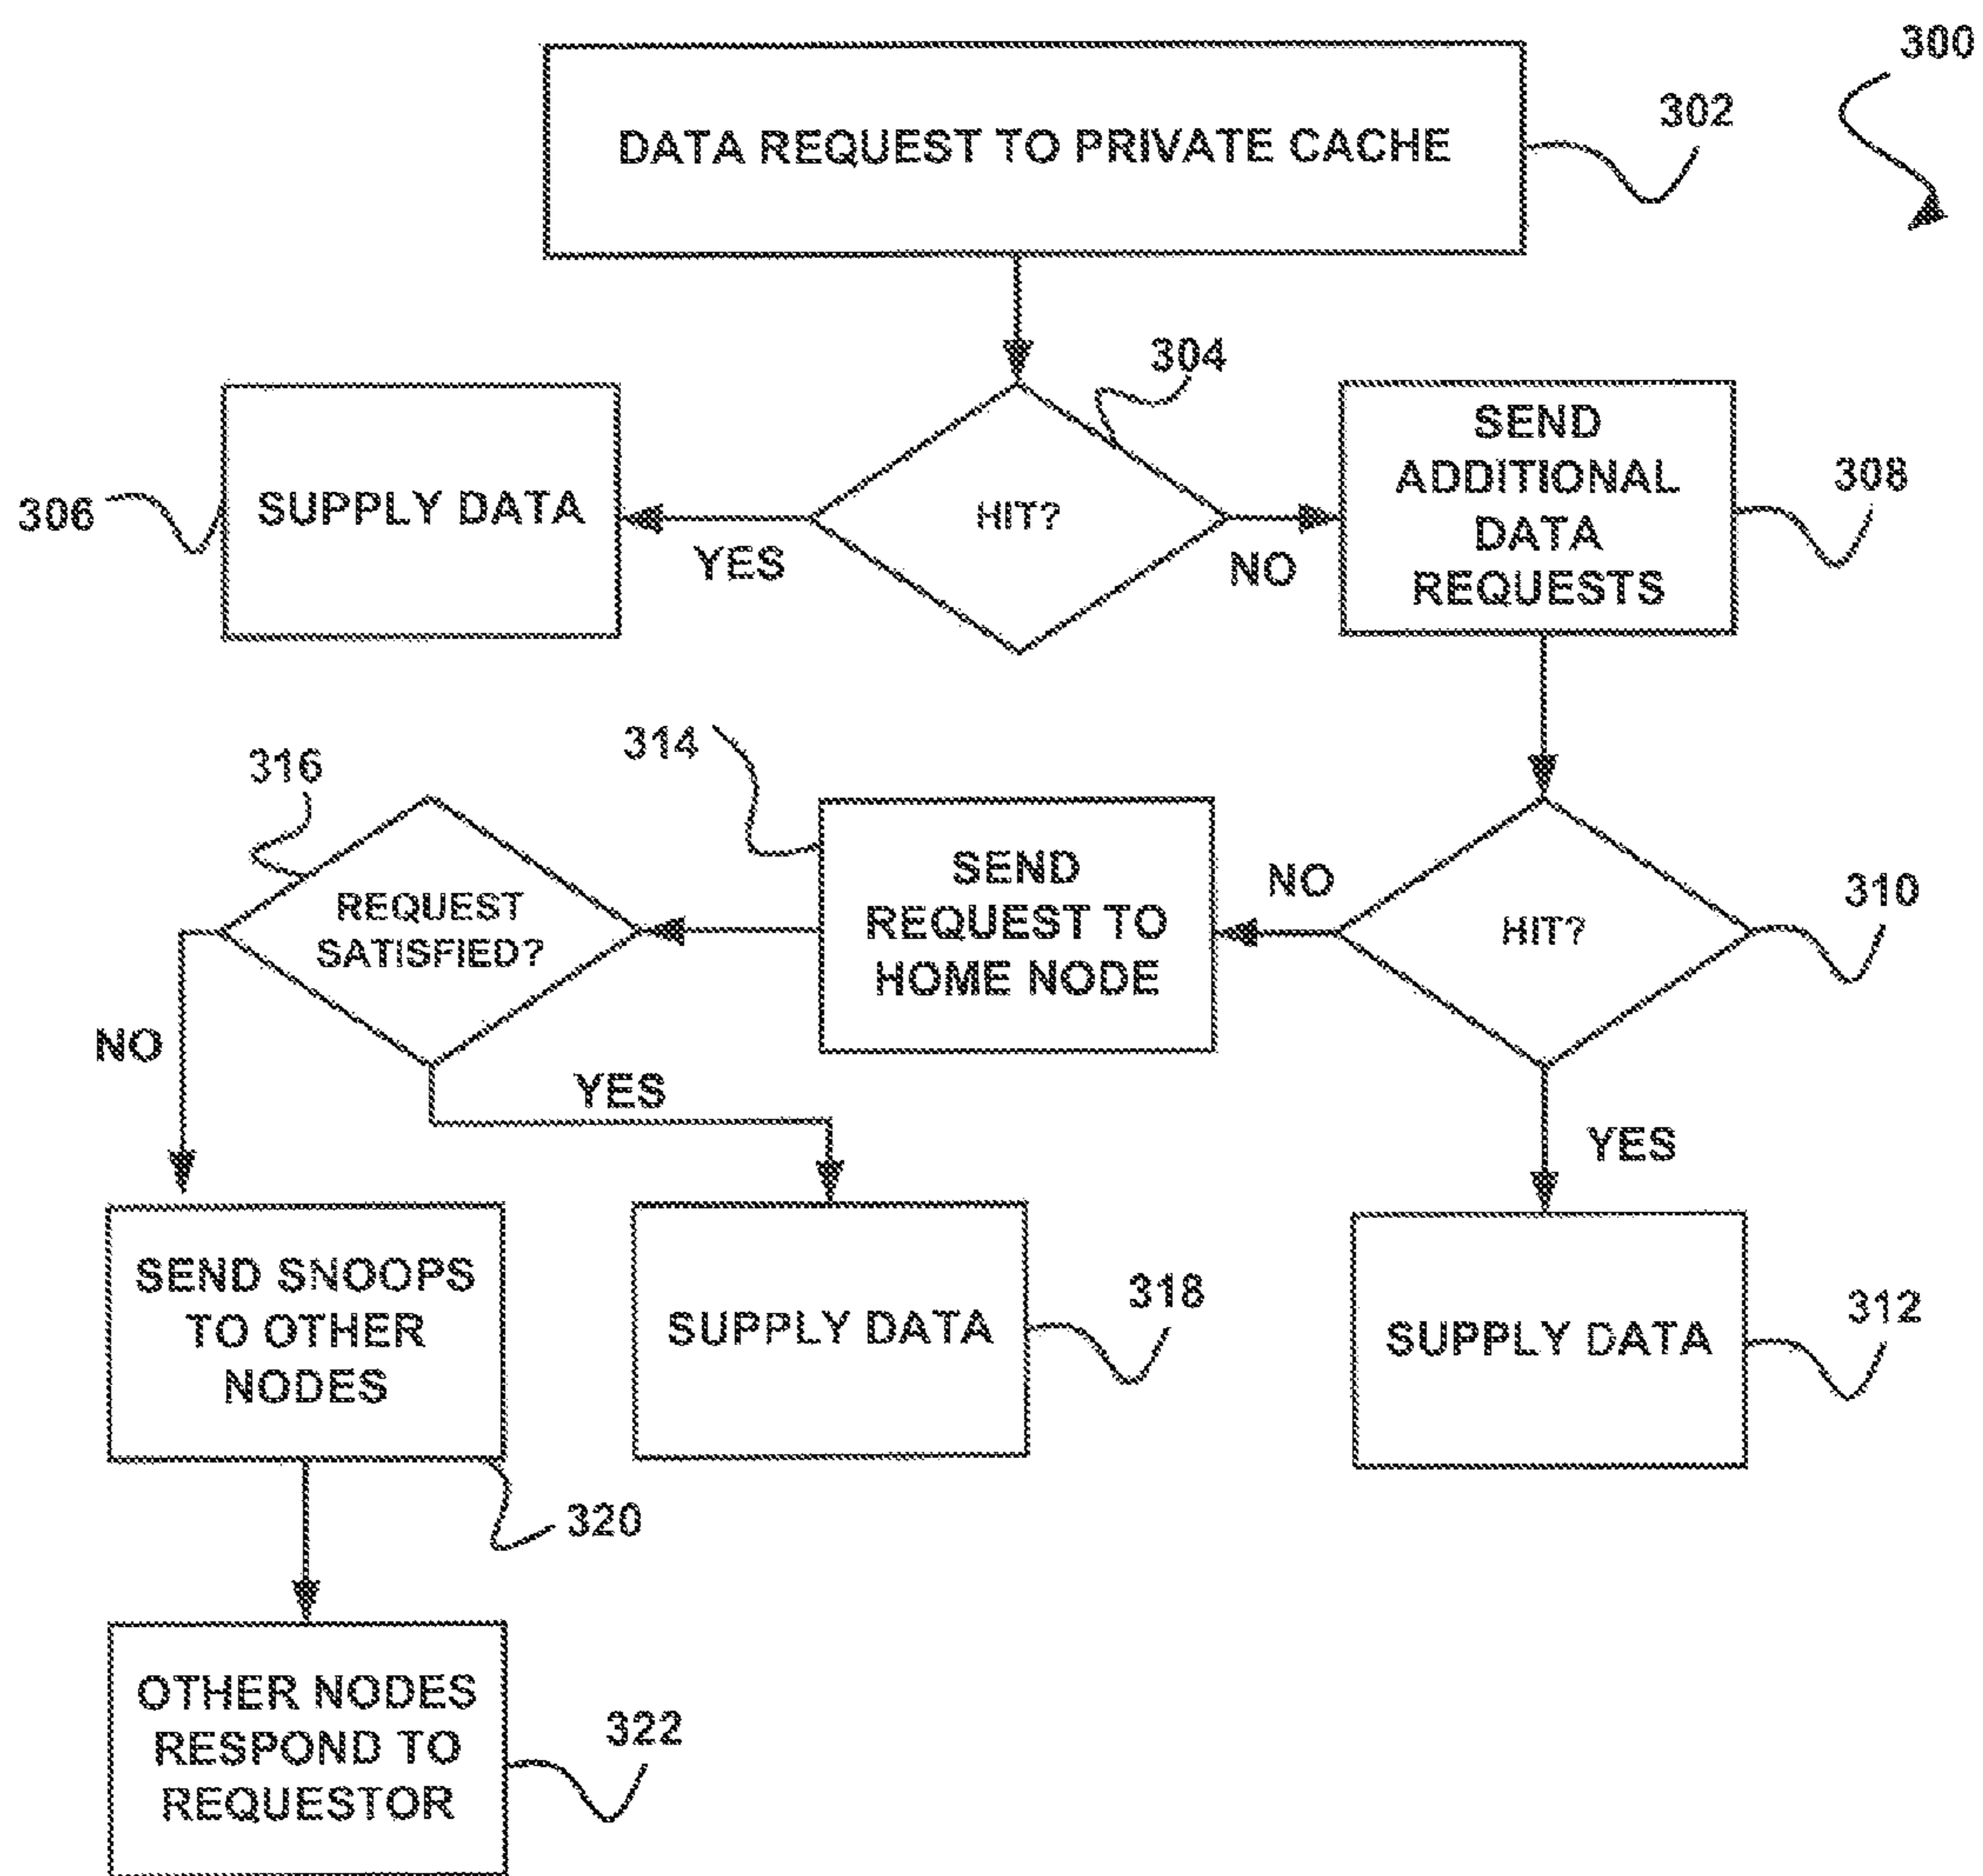 300
DATA REQUEST TO PRIVATE CACHE
302
304
SUPPLY DATA
306
HIT?
YES
NO
SEND
ADDITIONAL
DATA
REQUESTS
308
310
HIT?
NO
SEND
REQUEST TO
HOME NODE
314
316
REQUEST
SATISFIED?
NO
YES
YES
SEND SNOOPS
TO OTHER
NODES
320
SUPPLY DATA
318
SUPPLY DATA
312
OTHER NODES
RESPOND TO
REQUESTOR
322